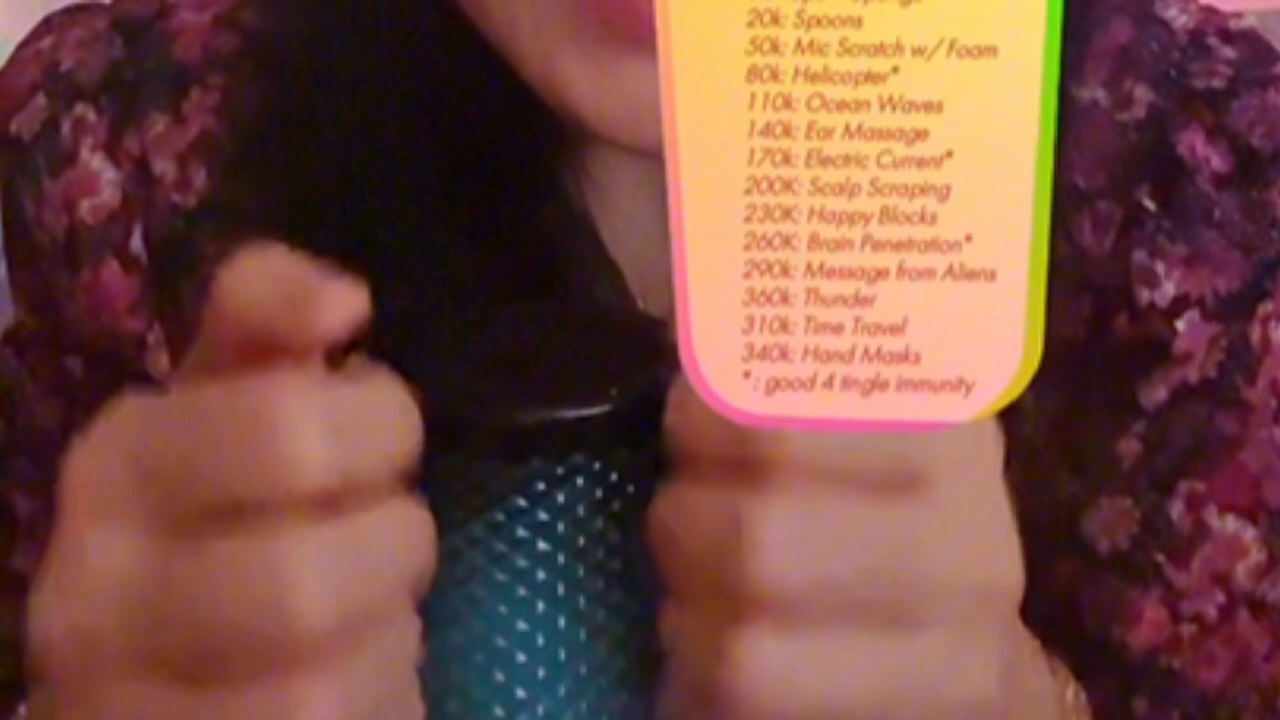 20k: Spoons
50k: Mic Scratch w/ Foam
80k: Helicopter*
110k: Ocean Waves
140k: Ear Massage
170k: Electric Current*
200K: Scalp Scraping
230K: Happy Blocks
260K: Brain Penetration*
290k: Message from Aliens
360k: Thunder
310k: Time Travel
340k: Hand Masks
*: good 4 tingle immunity